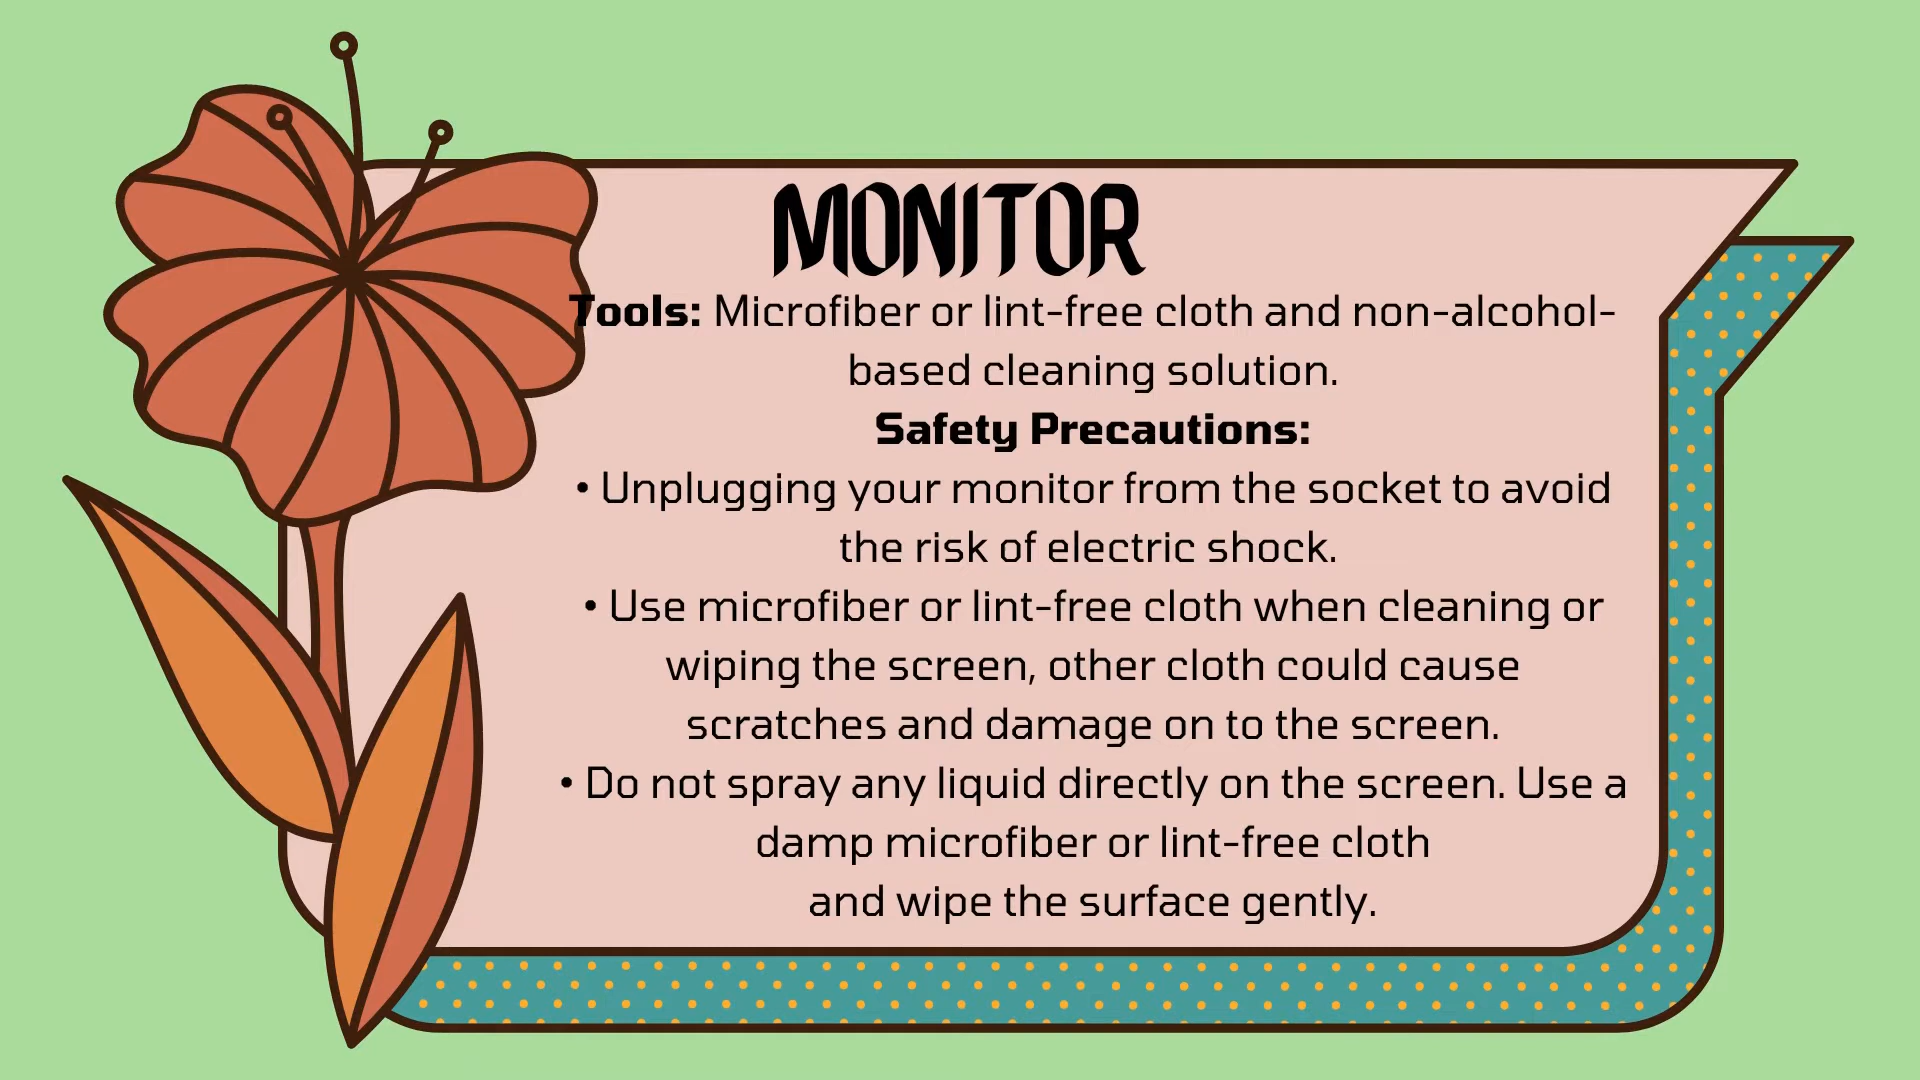 MONITOR
Tools: Microfiber or lint-free cloth and non-alcohol-
based cleaning solution.
Safety Precautions:
• Unplugging your monitor from the socket to avoid
the risk of electric shock.
• Use microfiber or lint-free cloth when cleaning or
wiping the screen, other cloth could cause
scratches and damage on to the screen.
• Do not spray any liquid directly on the screen. Use a
damp microfiber or lint-free cloth
and wipe the surface gently.